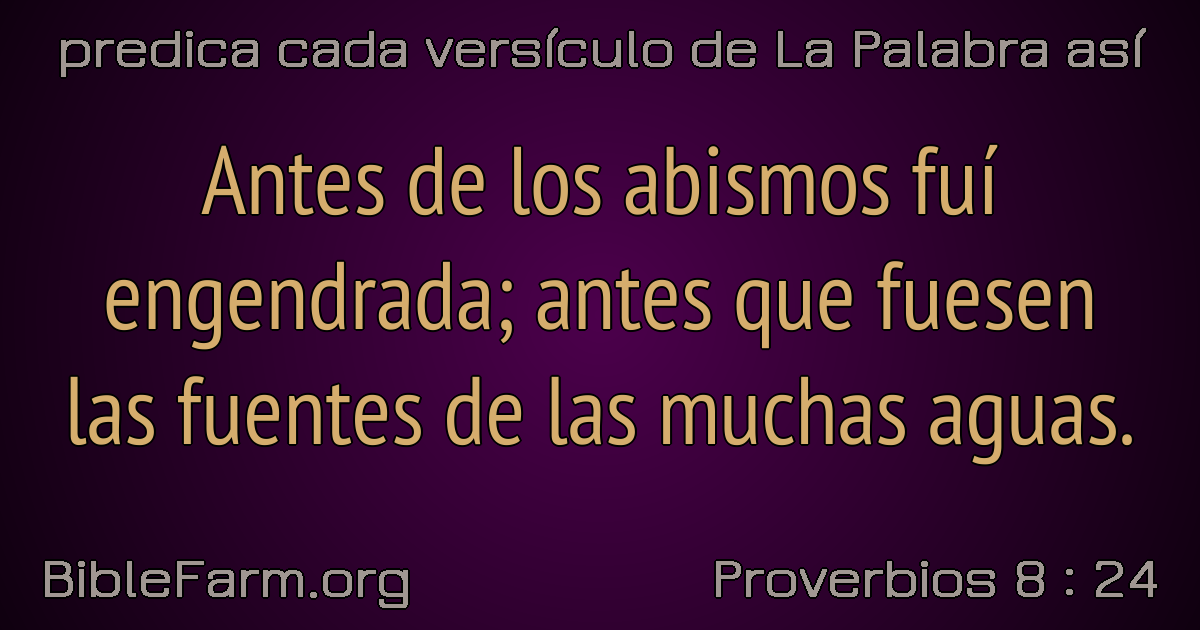 predica cada versículo de La Palabra así
Antes de los abismos fuí
engendrada; antes que fuesen
las fuentes de las muchas aguas.
BibleFarm.org
Proverbios 8 : 24